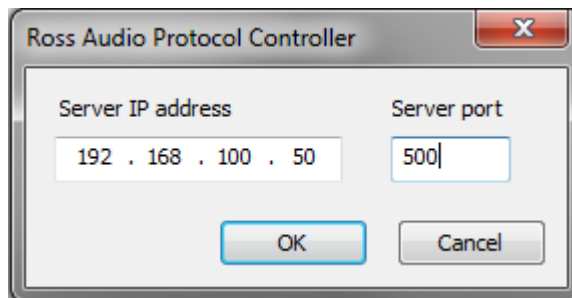 Ross Audio Protocol Controller
Server IP address Server port
192 . 168 . 100 . 50 500
OK Cancel